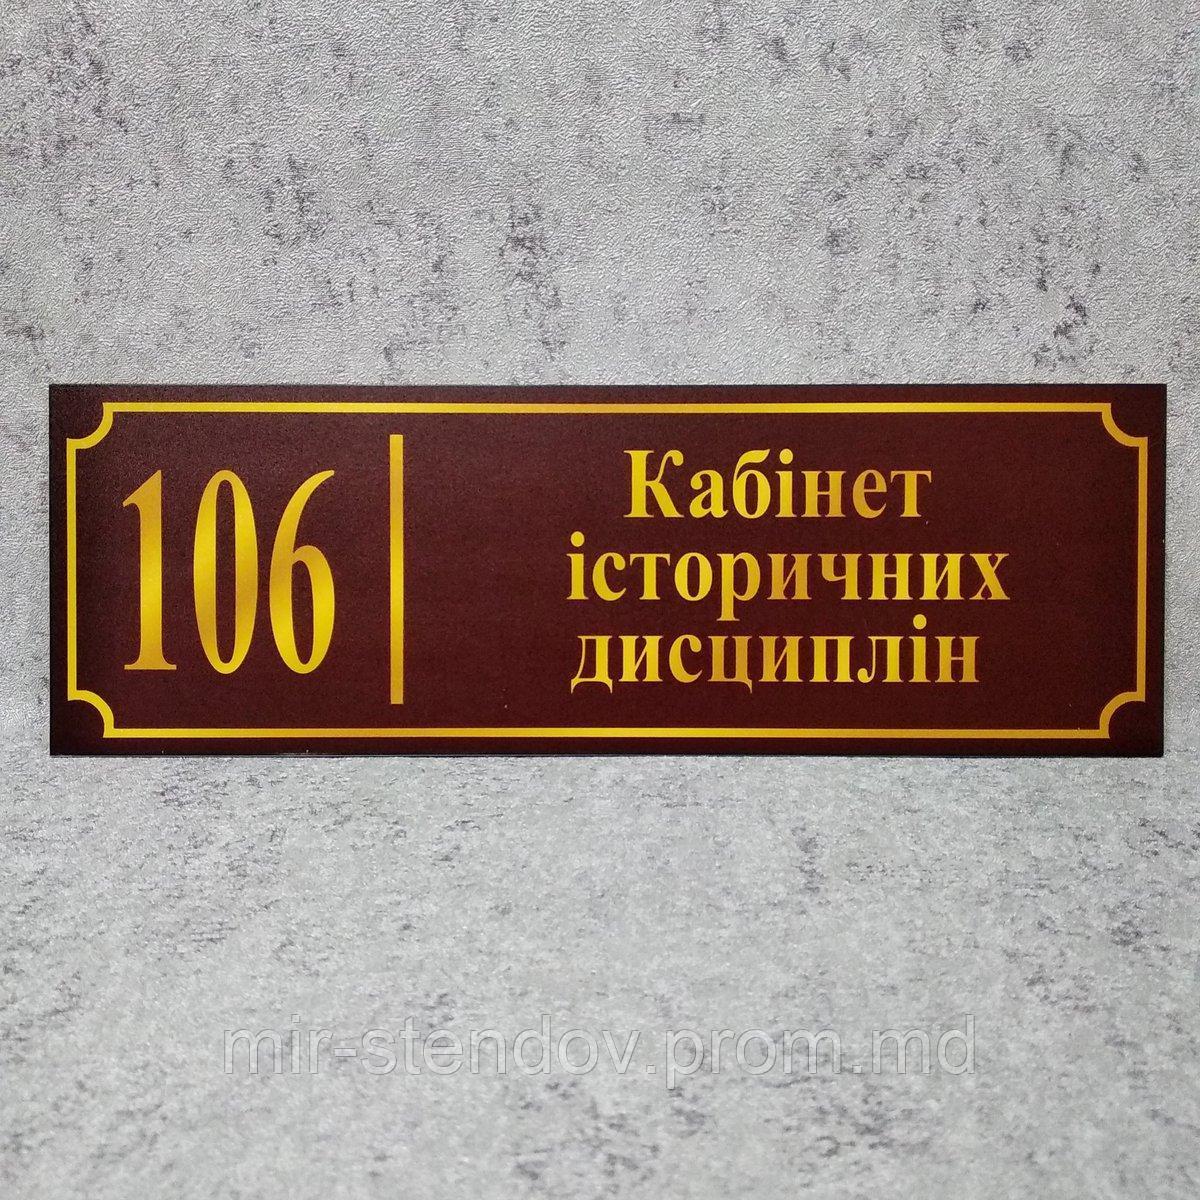 106
Кабінет
історичних
дисциплін
mir-stendov.prom.md